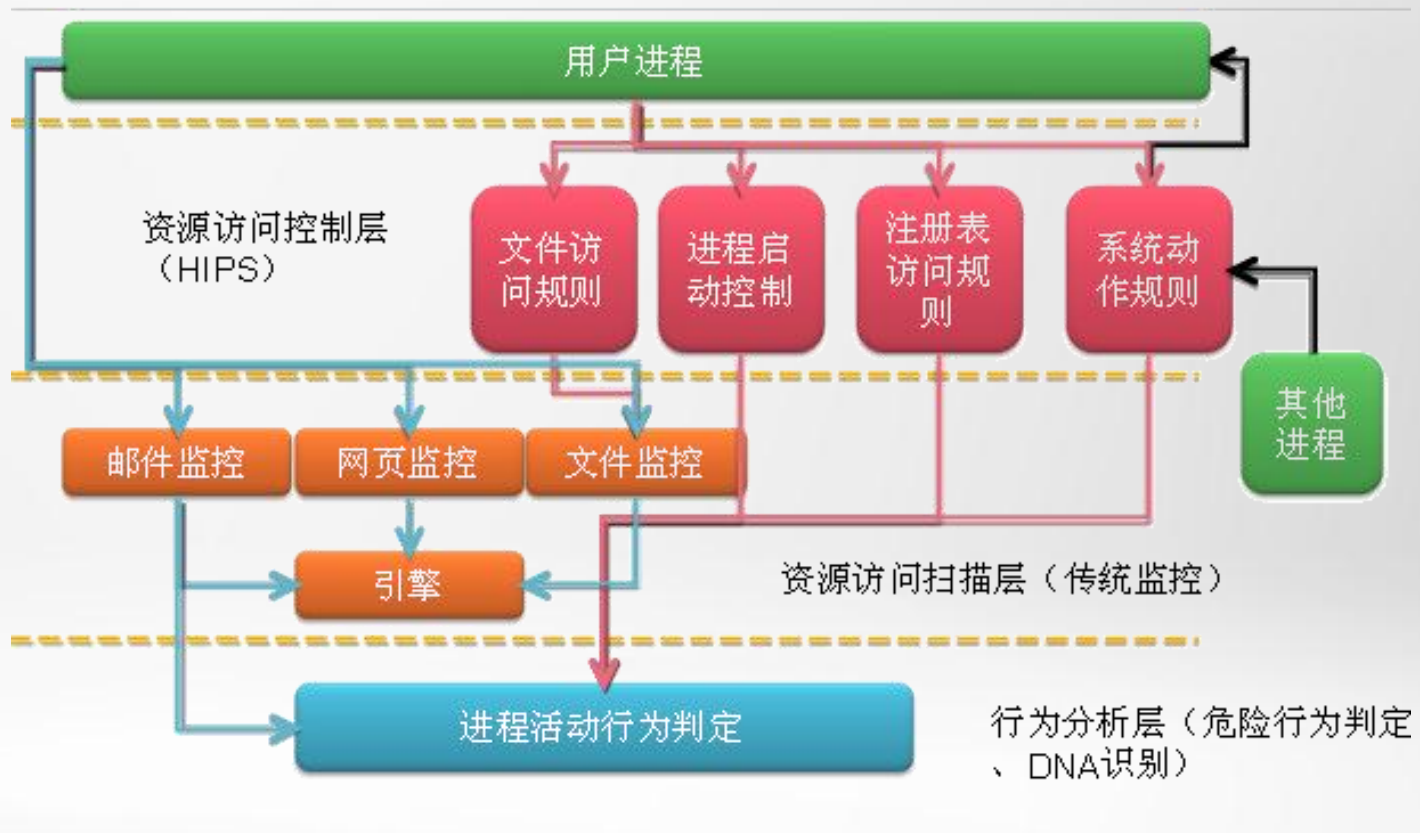 用户进程
资源访问控制层
（HIPS）
文件访
问规则
进程启
动控制
注册表
访问规
则
系统动
作规则
其他
进程
邮件监控
网页监控
文件监控
引擎
资源访问扫描层（传统监控）
进程活动行为判定
行为分析层（危险行为判定
、DNA识别）